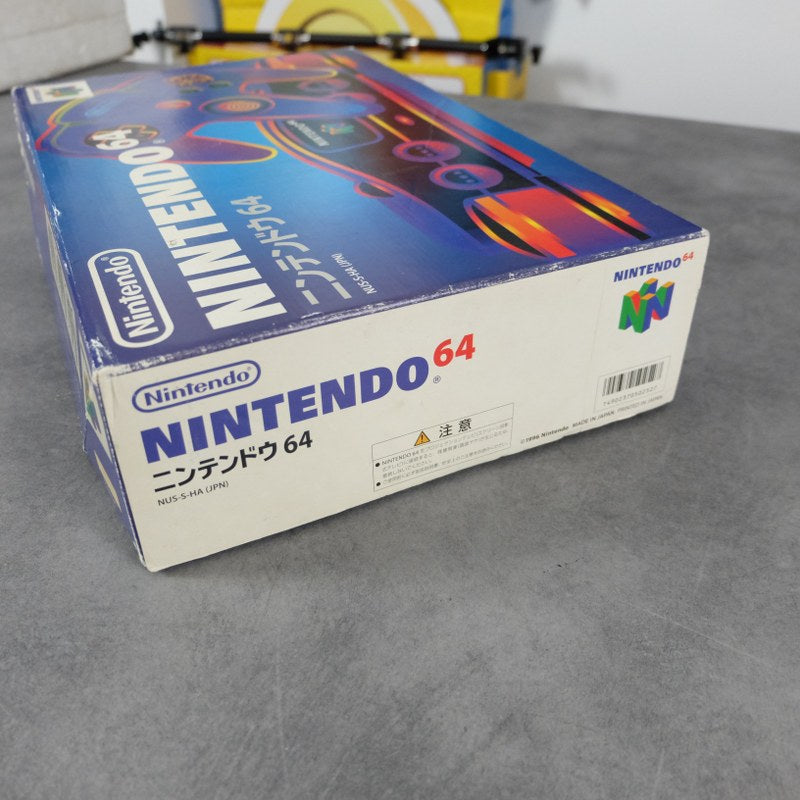 Nintendo
NINTENDO64
ニンテンドウ64
NUS-S-HA (JPN)
NINTENDO64
Nintendo
NINTENDO®64
ニンテンドウ 64
NUS-S-HA (JPN)
⚠ 注意
NINTENDO 64
©1996 Nintendo MADE IN JAPAN, PRINTED IN JAPAN